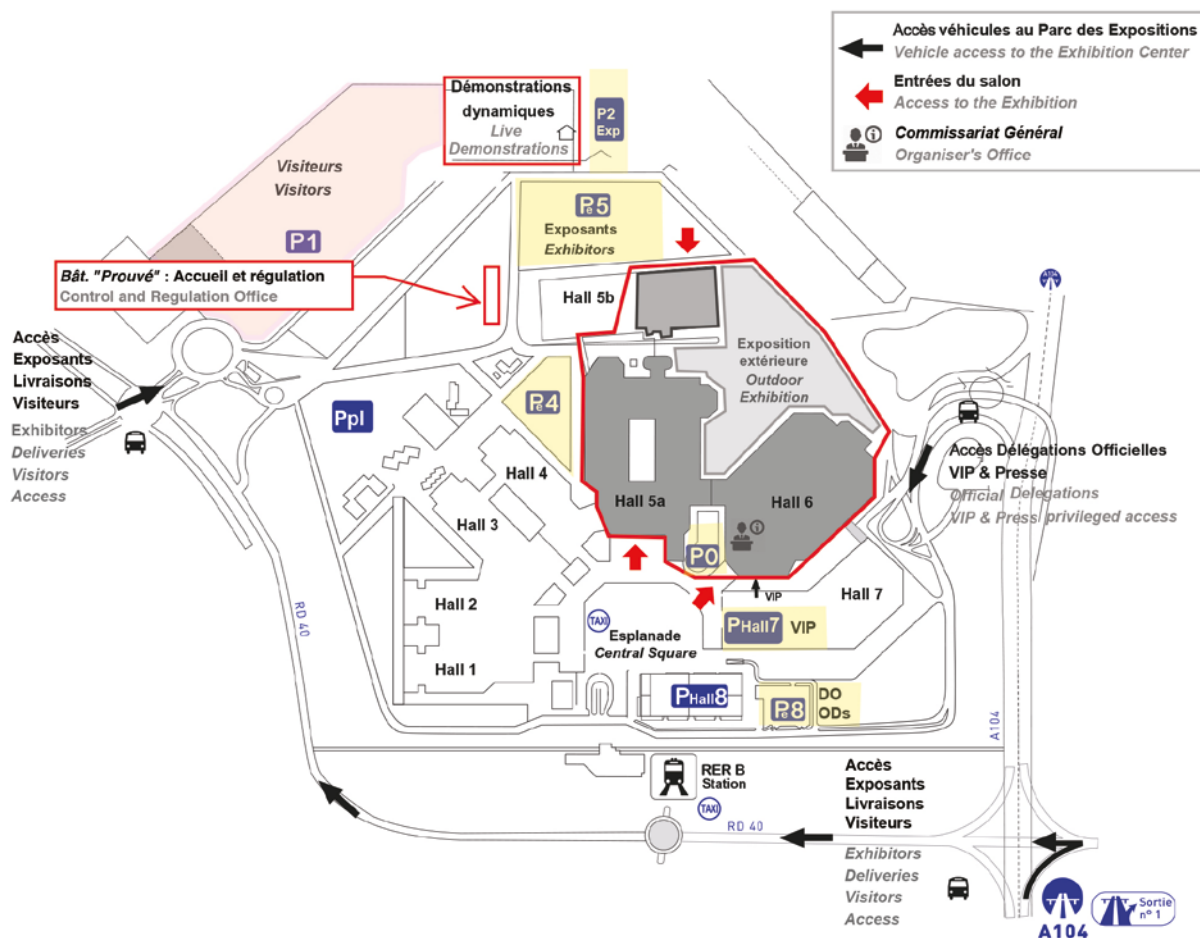 Accès véhicules au Parc des Expositions
Vehicle access to the Exhibition Center
Entrées du salon
Access to the Exhibition
Commissariat Général
Organiser's Office
Démonstrations
dynamiques
Live
Demonstrations
P2
Exp
Visiteurs
Visitors
P1
Pe5
Exposants
Exhibitors
Bât. "Prouvé" : Accueil et régulation
Control and Regulation Office
Hall 5b
A104
Accès
Exposants
Livraisons
Visiteurs
Exhibitors
Deliveries
Visitors
Access
Exposition
extérieure
Outdoor
Exhibition
Ppl
Pe4
Hall 4
Hall 3
Hall 5a
Hall 6
Accès Délégations Officielles
VIP & Presse
Official Delegations
VIP & Press privileged access
P0
VIP
Hall 7
Hall 2
Hall 1
RD 40
TAXI
Esplanade
Central Square
PHall7 VIP
PHall8
Pe8
DO
ODs
A104
RER B
Station
TAXI
RD 40
Accès
Exposants
Livraisons
Visiteurs
Exhibitors
Deliveries
Visitors
Access
A104
Sortie
n° 1